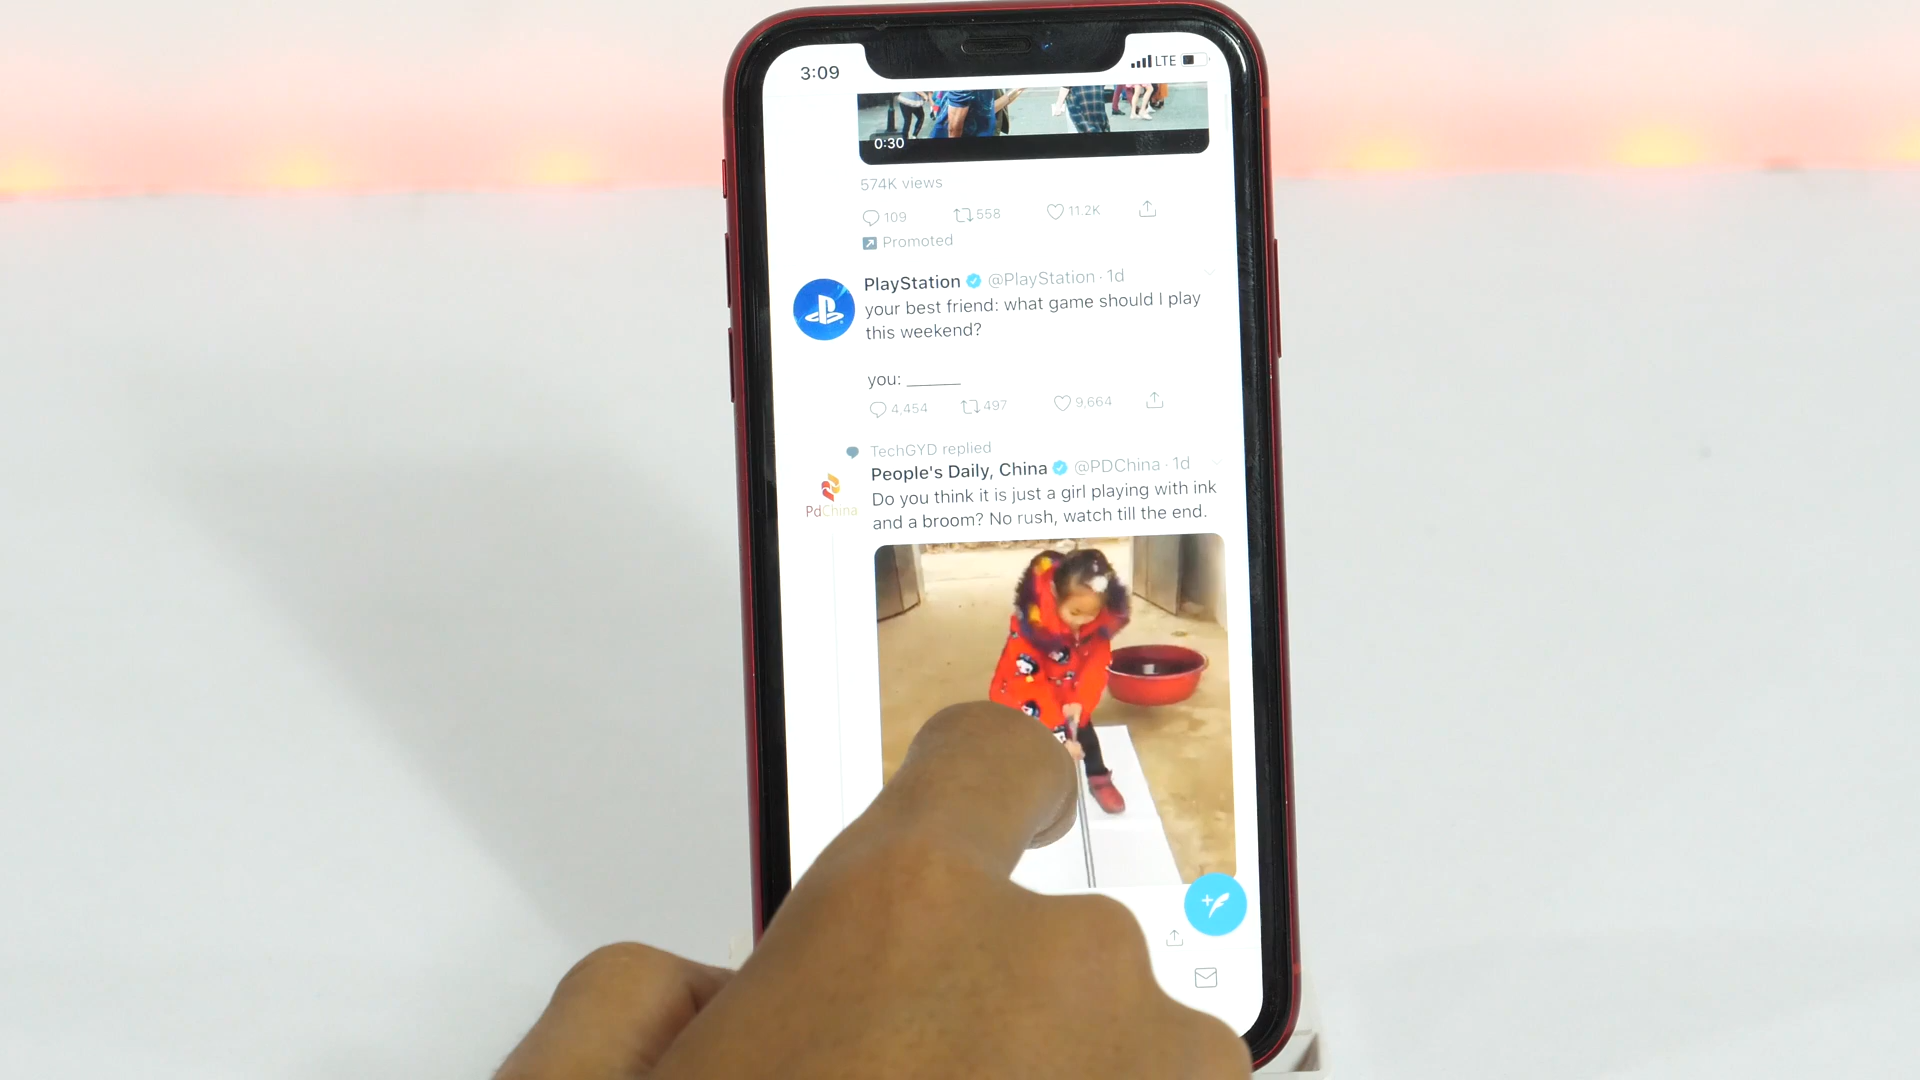 3:09
LTE
0:30
574K views
109 558 11.2K
Promoted
PlayStation @PlayStation · 1d
your best friend: what game should I play
this weekend?
you: ______
4,454 497 9,664
TechGYD replied
People's Daily, China @PDChina · 1d
PdChina
Do you think it is just a girl playing with ink
and a broom? No rush, watch till the end.